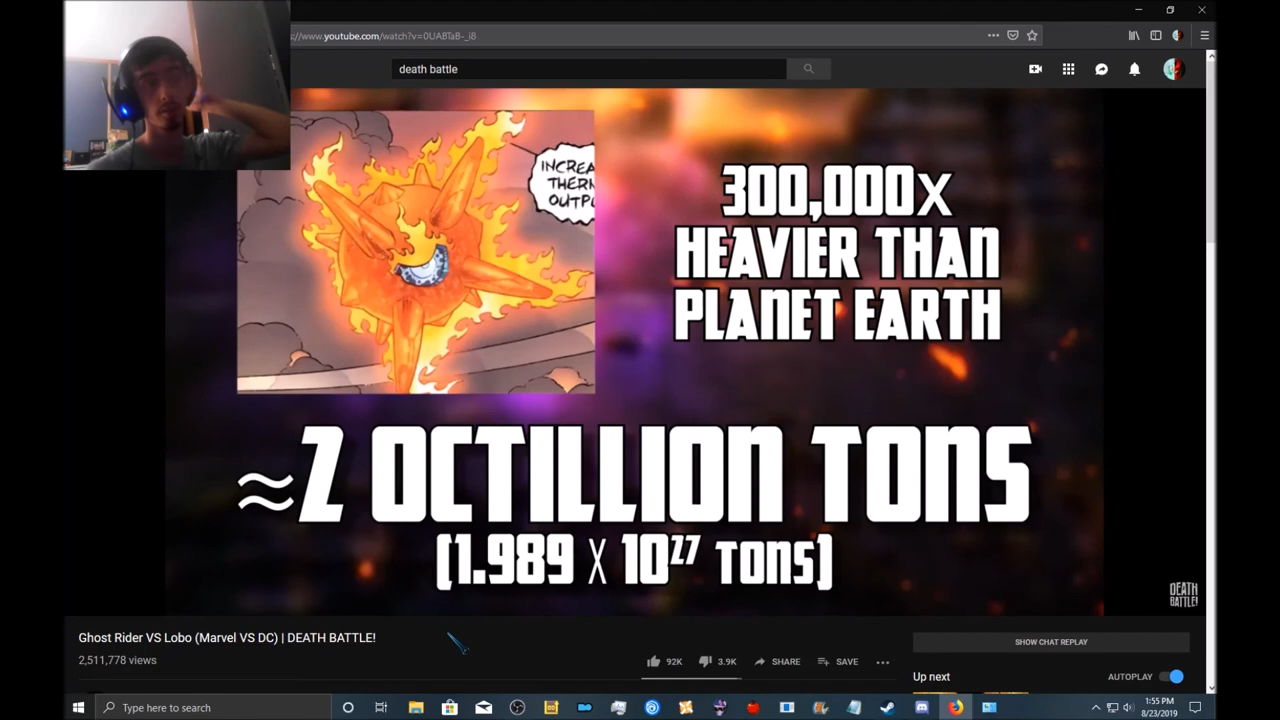 ://www.youtube.com/watch?v=0UABTaB-_i8
death battle
INCREA
THERM
OUTPU
300,000X
HEAVIER THAN
PLANET EARTH
≈2 OCTILLION TONS
(1.989 X 10²⁷ TONS)
DEATH
BATTLE!
Ghost Rider VS Lobo (Marvel VS DC) | DEATH BATTLE!
2,511,778 views
92K
3.9K
SHARE
SAVE
SHOW CHAT REPLAY
Up next
AUTOPLAY
Type here to search
1:55 PM
8/23/2019